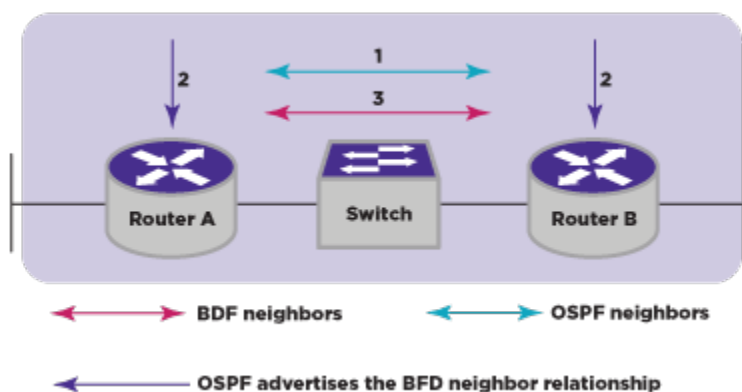 1
2
2
3
Router A
Switch
Router B
BDF neighbors
OSPF neighbors
OSPF advertises the BFD neighbor relationship